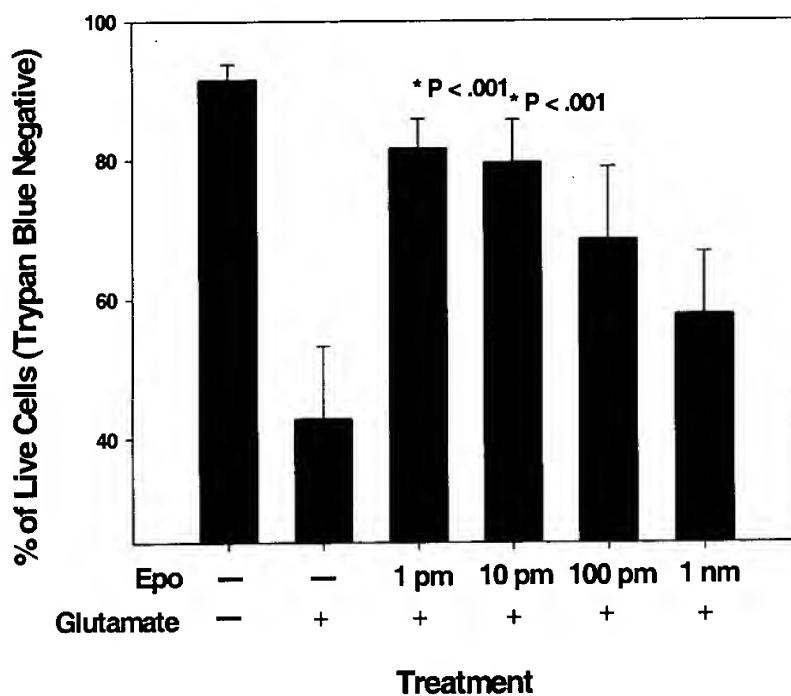 % of Live Cells (Trypan Blue Negative)
100
80
60
40
* P < .001
* P < .001
Epo — — 1 pm 10 pm 100 pm 1 nm
Glutamate — + + + + +
Treatment